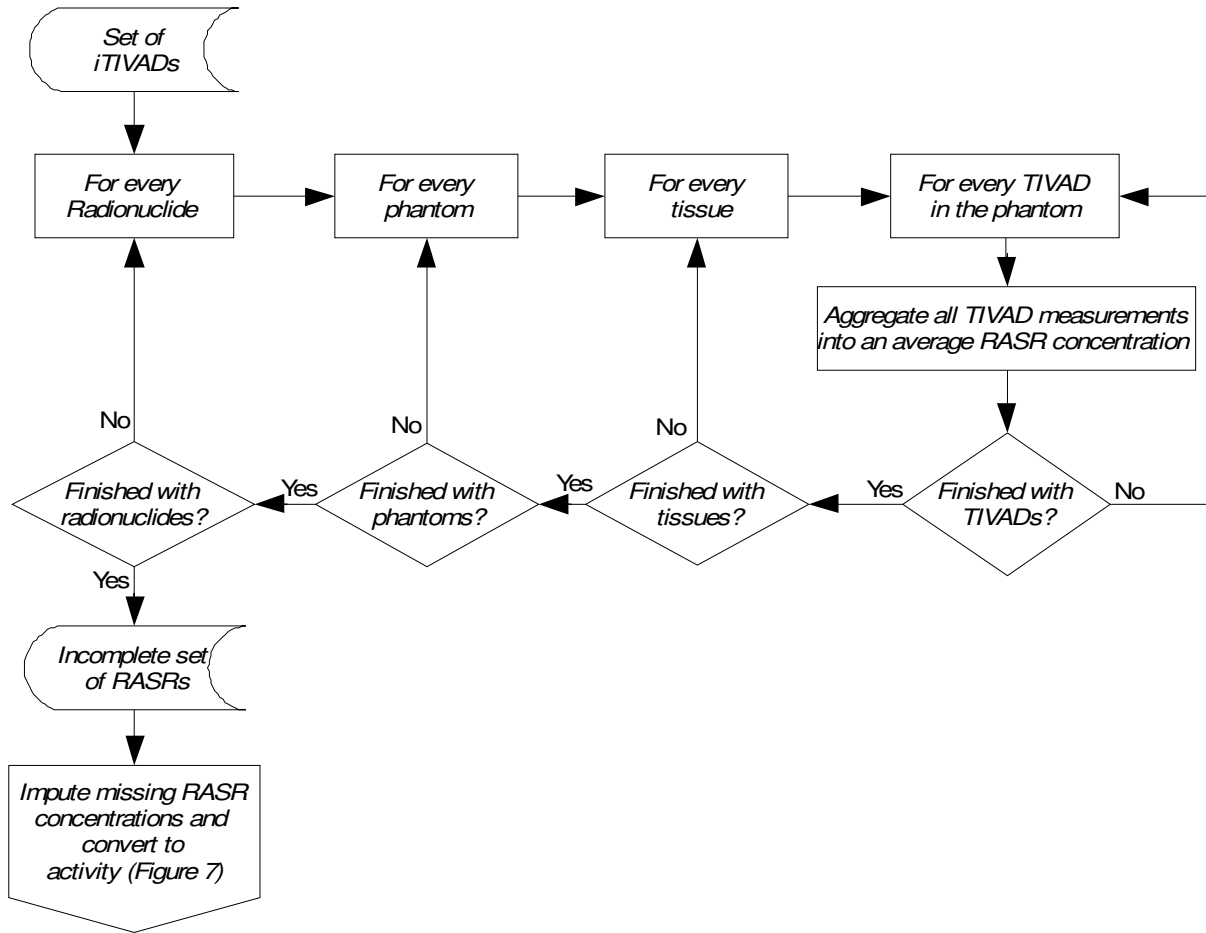 Set of
iTIVADs
For every
Radionuclide
For every
phantom
For every
tissue
For every TIVAD
in the phantom
Aggregate all TIVAD measurements
into an average RASR concentration
No
No
No
Finished with
radionuclides?
Yes
Finished with
phantoms?
Yes
Finished with
tissues?
Yes
Finished with
TIVADs?
No
Yes
Incomplete set
of RASRs
Impute missing RASR
concentrations and
convert to
activity (Figure 7)